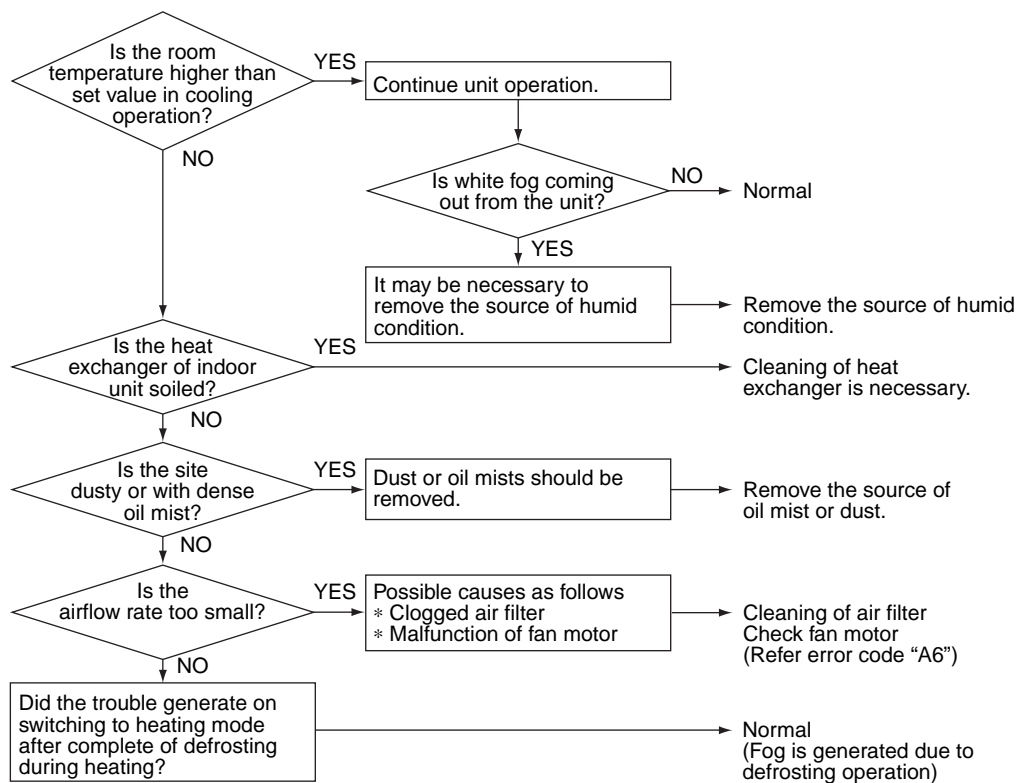 Is the room
temperature higher than
set value in cooling
operation?
YES
Continue unit operation.
NO
Is white fog coming
out from the unit?
NO
Normal
YES
It may be necessary to
remove the source of humid
condition.
Remove the source of humid
condition.
Is the heat
exchanger of indoor
unit soiled?
YES
Cleaning of heat
exchanger is necessary.
NO
Is the site
dusty or with dense
oil mist?
YES
Dust or oil mists should be
removed.
Remove the source of
oil mist or dust.
NO
Is the
airflow rate too small?
YES
Possible causes as follows
∗ Clogged air filter
∗ Malfunction of fan motor
Cleaning of air filter
Check fan motor
(Refer error code “A6”)
NO
Did the trouble generate on
switching to heating mode
after complete of defrosting
during heating?
Normal
(Fog is generated due to
defrosting operation)